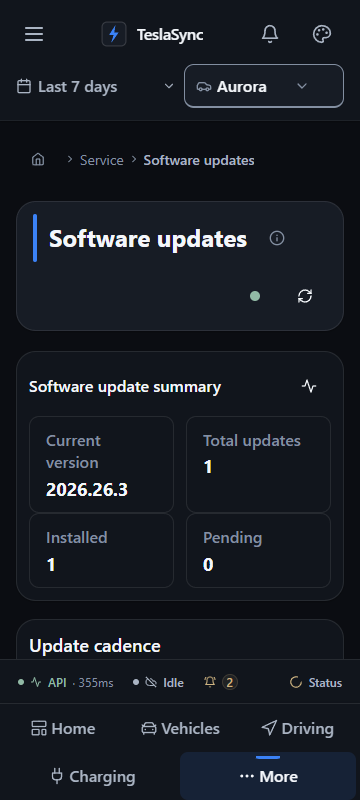 TeslaSync
Last 7 days Aurora
Service Software updates
Software updates
Software update summary
Current version
2026.26.3
Total updates
1
Installed
1
Pending
0
Update cadence
API · 355ms Idle 2 Status
Home Vehicles Driving
Charging More